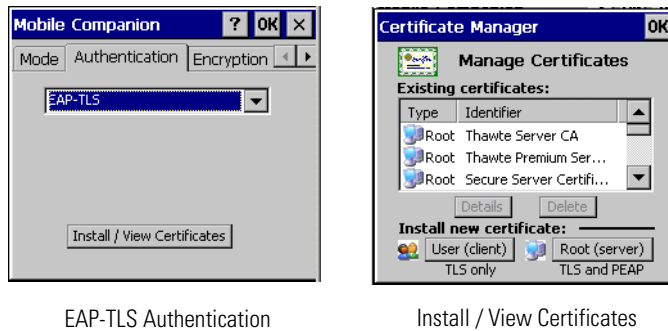 Mobile Companion ? OK ×
Mode Authentication Encryption
EAP-TLS
Install / View Certificates
EAP-TLS Authentication
Certificate Manager OK
Manage Certificates
Existing certificates:
Type Identifier
Root Thawte Server CA
Root Thawte Premium Ser...
Root Secure Server Certifi...
Details Delete
Install new certificate:
User (client) Root (server)
TLS only TLS and PEAP
Install / View Certificates